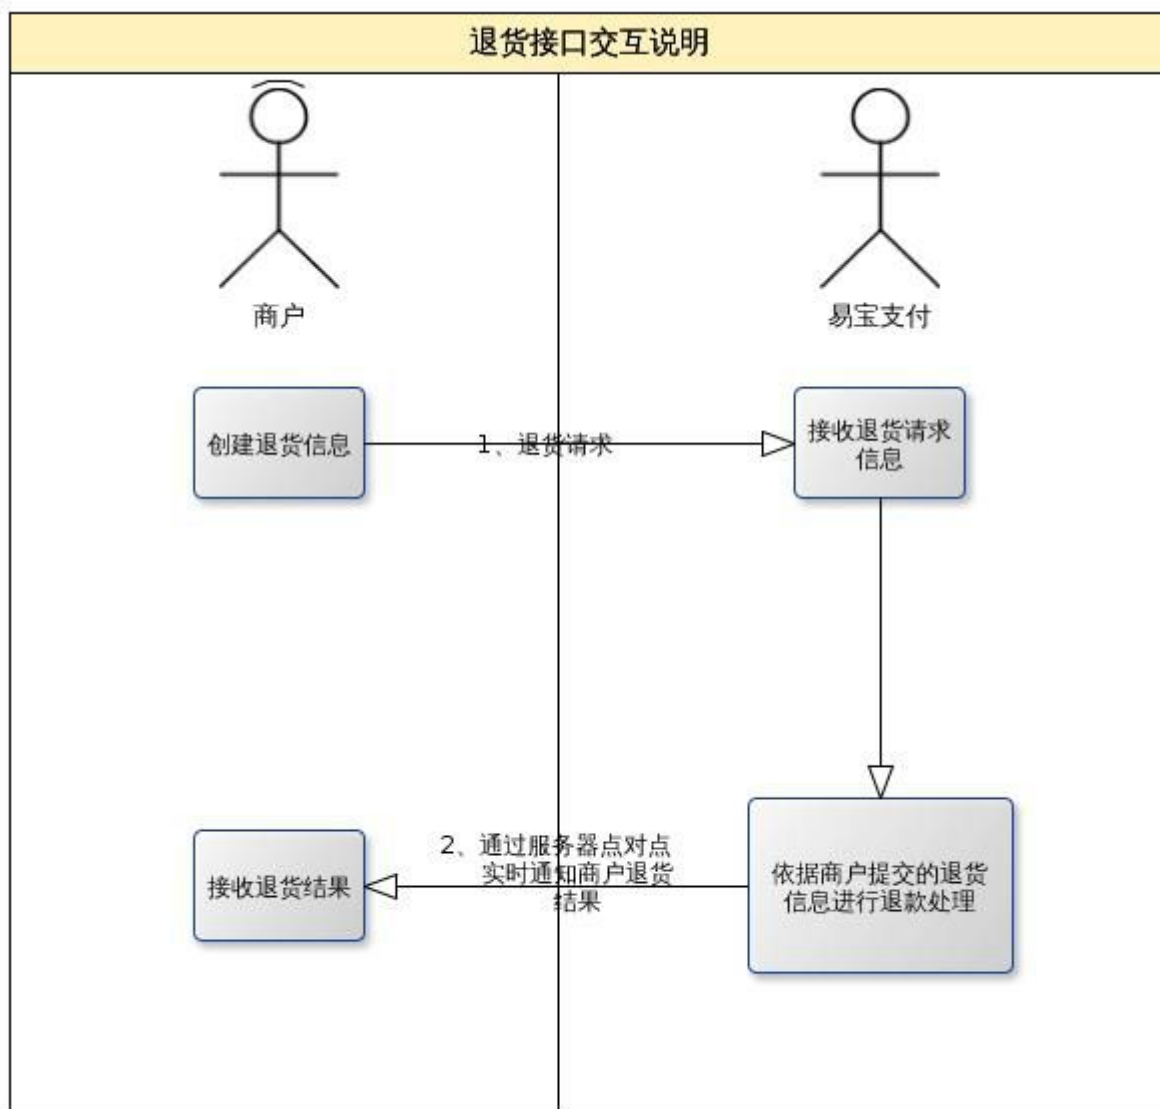 退货接口交互说明
商户
易宝支付
创建退货信息
1、退货请求
接收退货请求
信息
接收退货结果
2、通过服务器点对点
实时通知商户退货
结果
依据商户提交的退货
信息进行退款处理